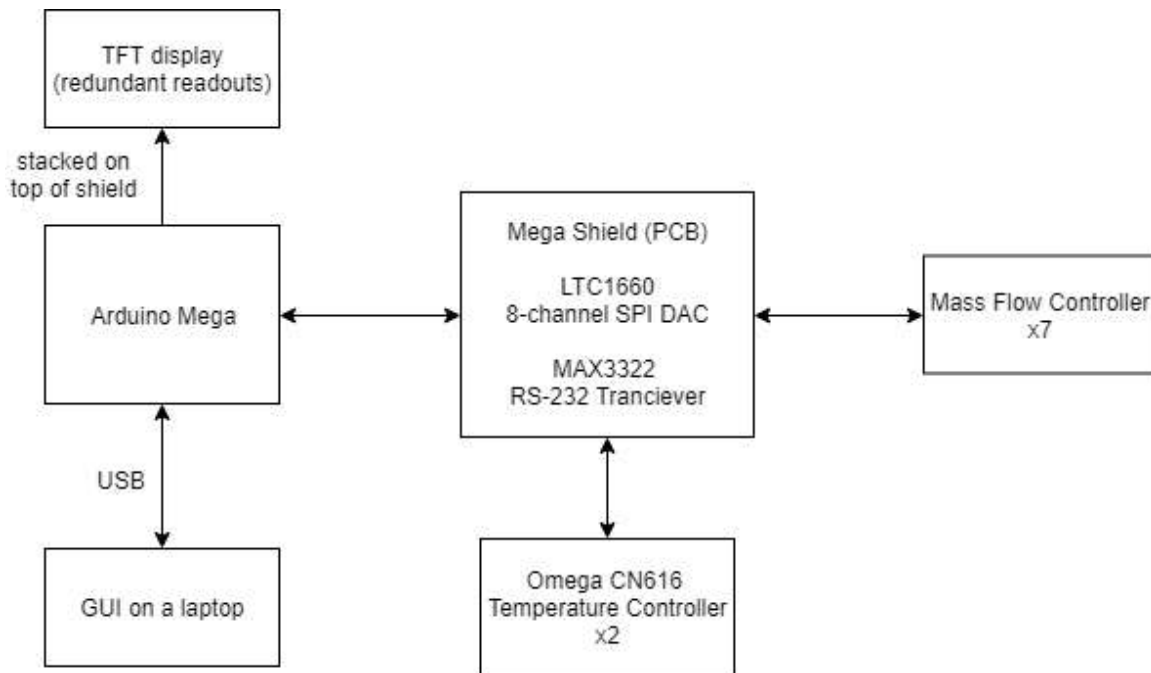 TFT display
(redundant readouts)
stacked on
top of shield
Arduino Mega
USB
GUI on a laptop
Mega Shield (PCB)
LTC1660
8-channel SPI DAC
MAX3322
RS-232 Tranciever
Mass Flow Controller
x7
Omega CN616
Temperature Controller
x2